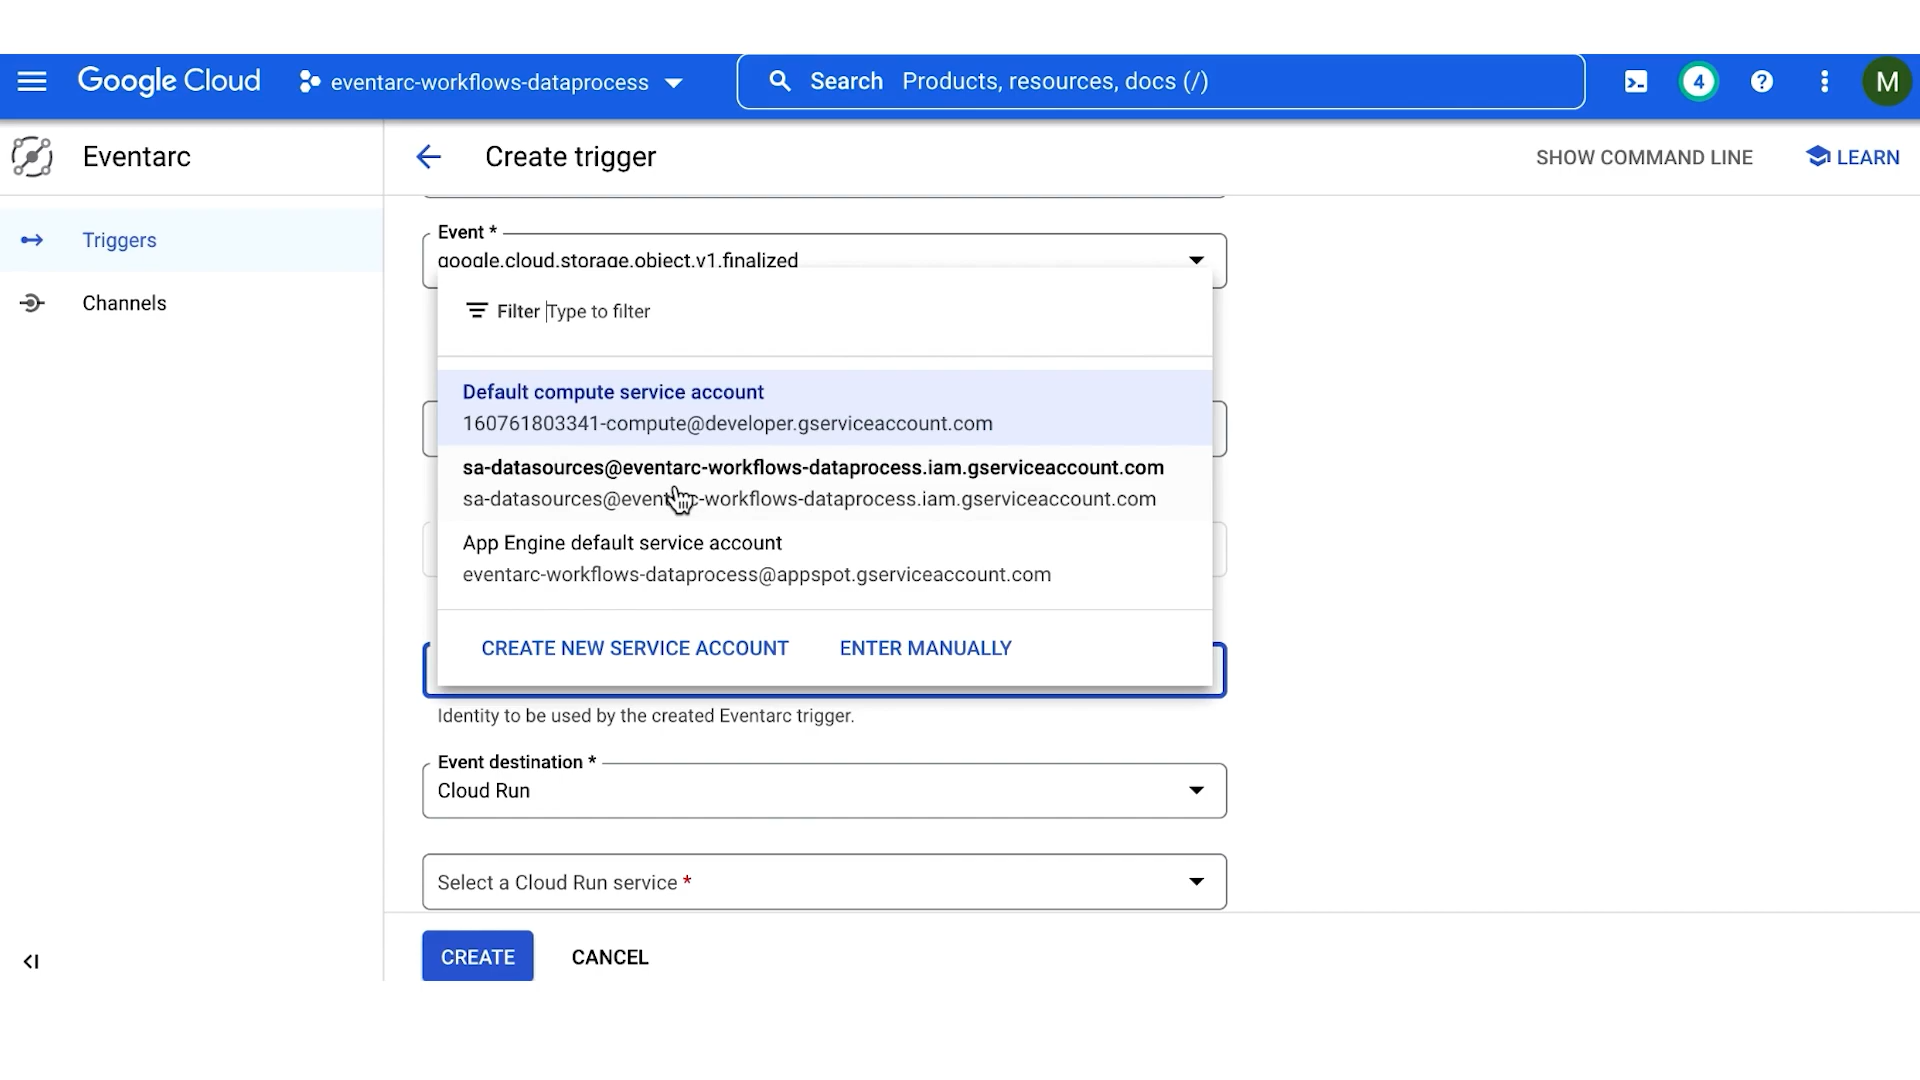 Google Cloud eventarc-workflows-dataprocess Search Products, resources, docs (/) 4 M
Eventarc
Create trigger
SHOW COMMAND LINE LEARN
Triggers
Channels
Event *
google.cloud.storage.object.v1.finalized
Filter Type to filter
Default compute service account
160761803341-compute@developer.gserviceaccount.com
sa-datasources@eventarc-workflows-dataprocess.iam.gserviceaccount.com
sa-datasources@eventarc-workflows-dataprocess.iam.gserviceaccount.com
App Engine default service account
eventarc-workflows-dataprocess@appspot.gserviceaccount.com
CREATE NEW SERVICE ACCOUNT ENTER MANUALLY
Identity to be used by the created Eventarc trigger.
Event destination *
Cloud Run
Select a Cloud Run service *
CREATE CANCEL